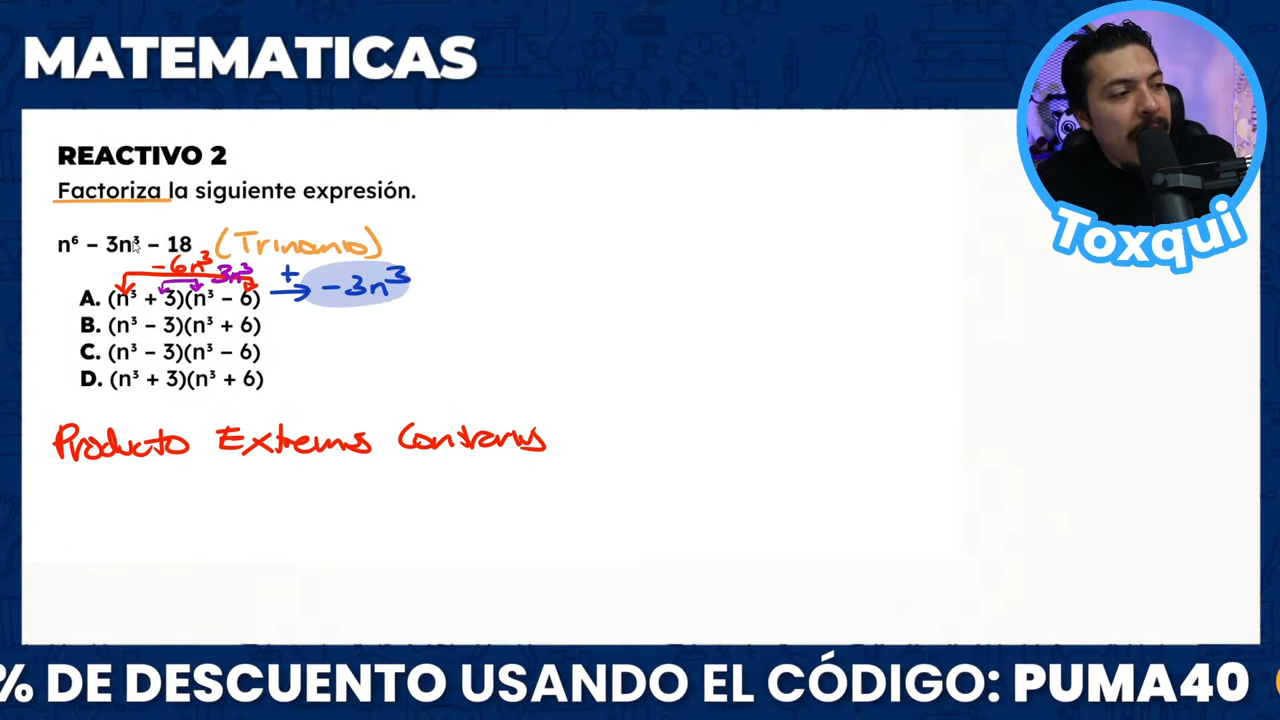 MATEMATICAS
Toxqui
REACTIVO 2
Factoriza la siguiente expresión.
n⁶ – 3n³ – 18 (Trinomio)
-6n³ 3n³ +
A. (n³ + 3)(n³ – 6) → -3n³
B. (n³ – 3)(n³ + 6)
C. (n³ – 3)(n³ – 6)
D. (n³ + 3)(n³ + 6)
Producto Extremos Contrarios
% DE DESCUENTO USANDO EL CÓDIGO: PUMA40